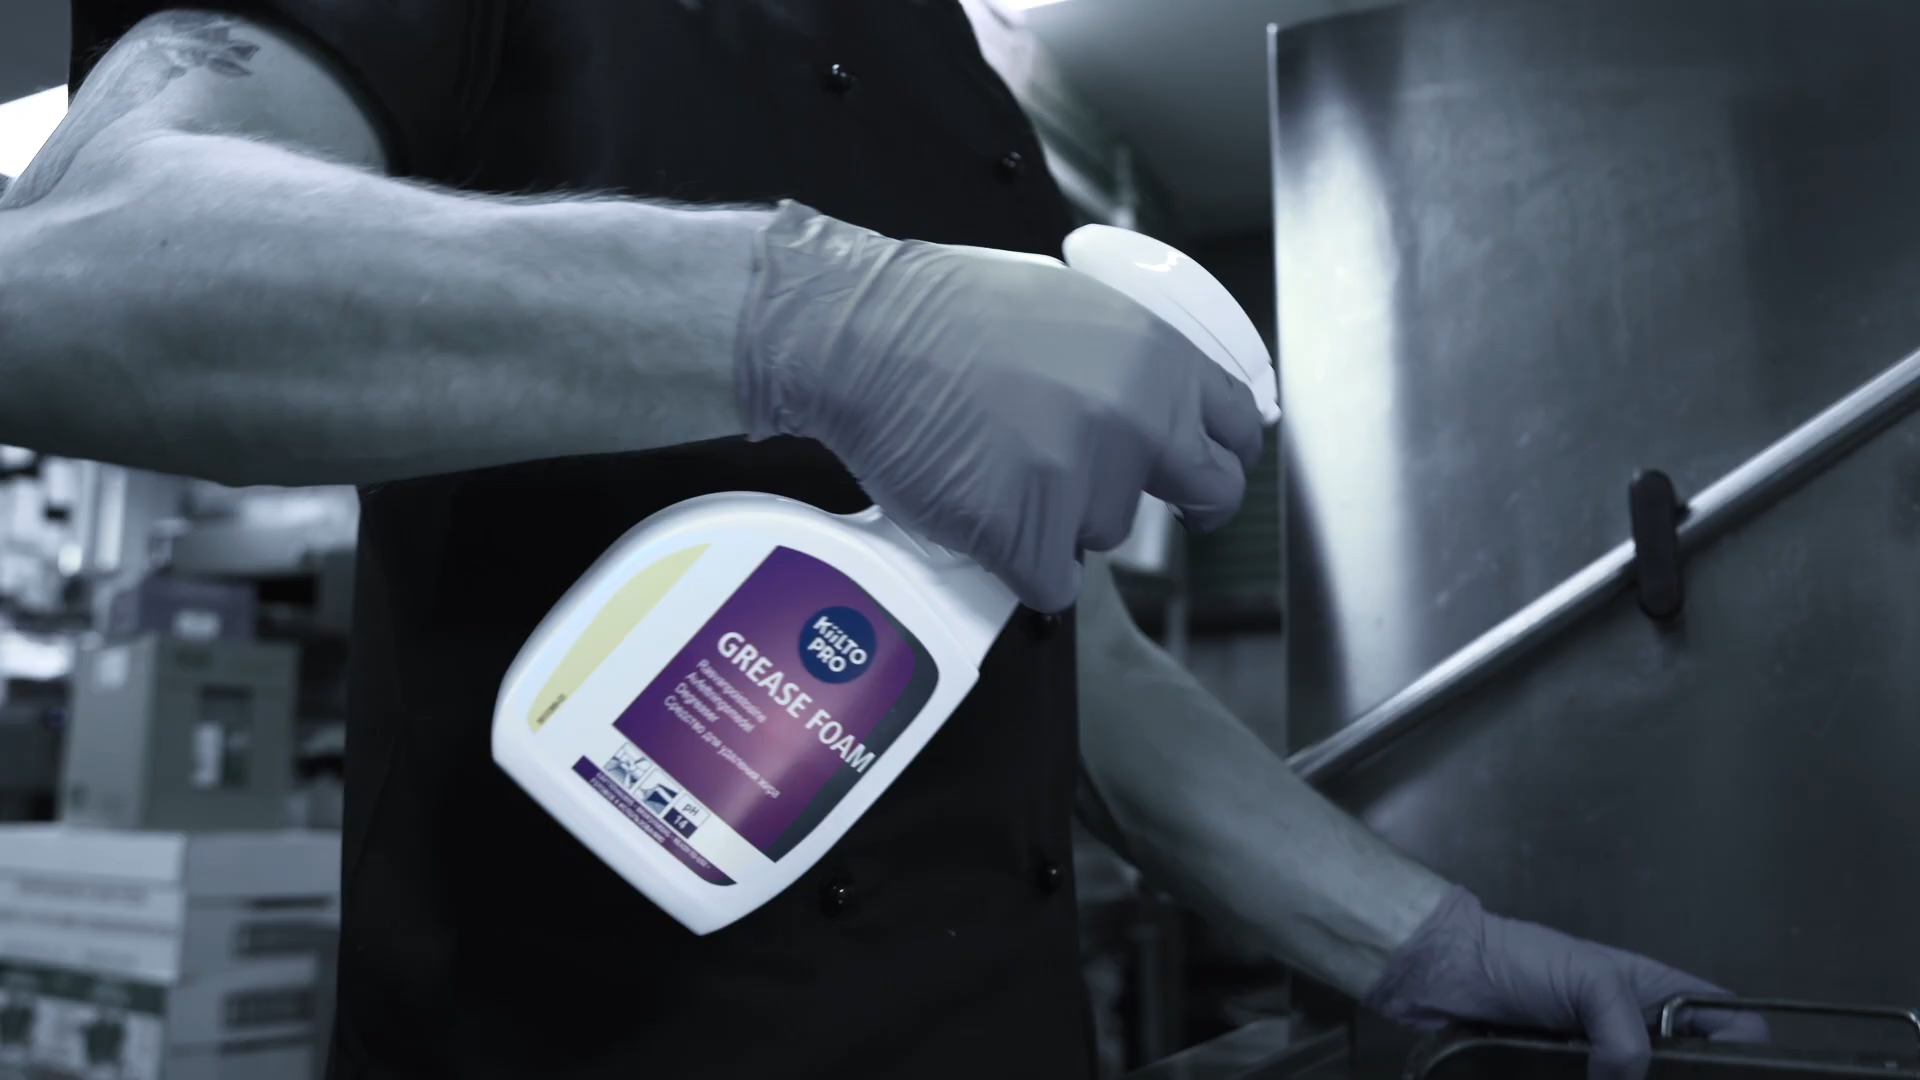 KiiLTO
PRO
GREASE FOAM
Rasvanpoistoaine
Avfettningsmedel
Degreaser
Средство для удаления жира
pH
14